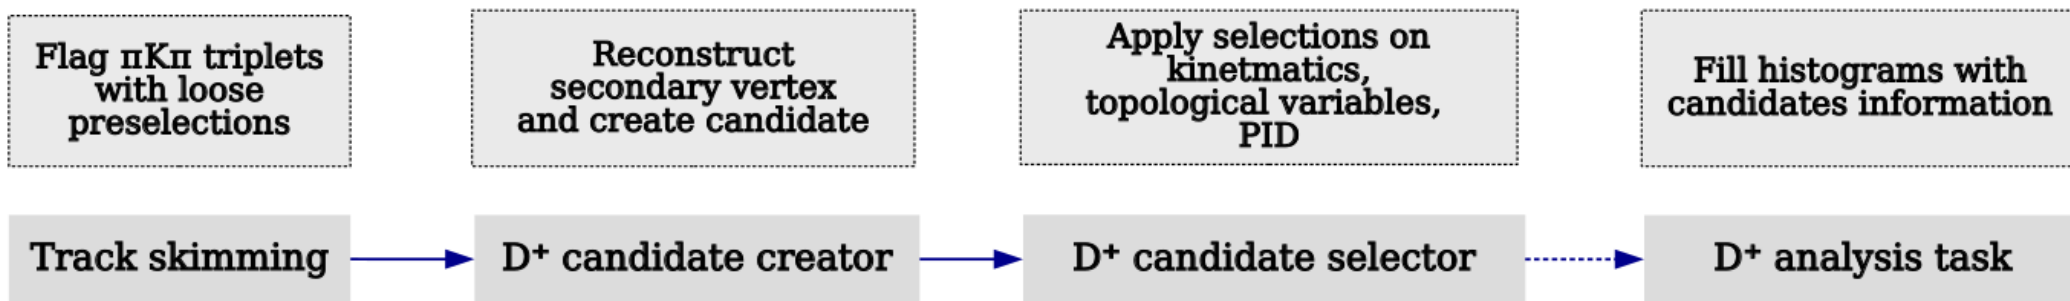 Flag πKπ triplets
with loose
preselections
Reconstruct
secondary vertex
and create candidate
Apply selections on
kinetmatics,
topological variables,
PID
Fill histograms with
candidates information
Track skimming
D⁺ candidate creator
D⁺ candidate selector
D⁺ analysis task